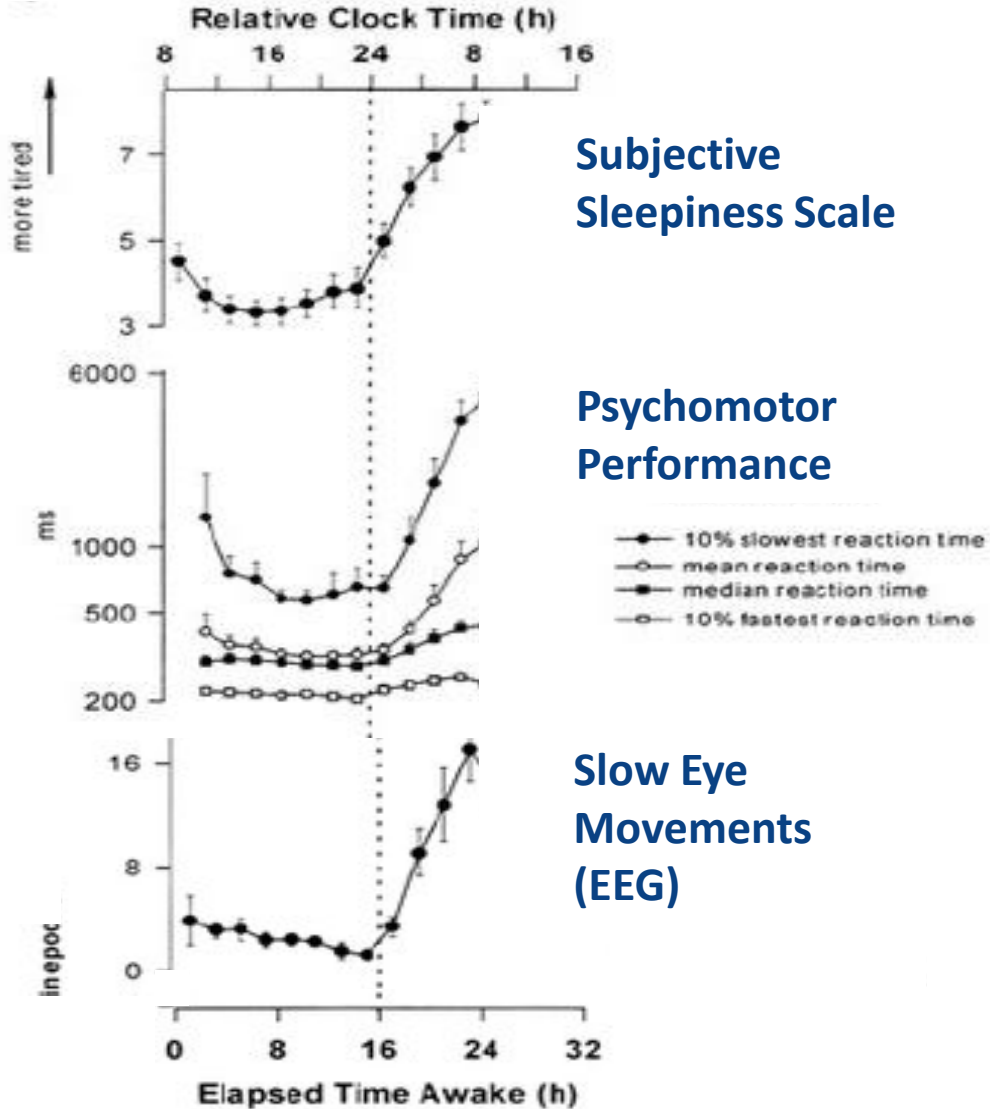 Relative Clock Time (h)
8 16 24 8 16
more tired
7
5
3
Subjective
Sleepiness Scale
6000
1000
500
200
ms
Psychomotor
Performance
10% slowest reaction time
mean reaction time
median reaction time
10% fastest reaction time
16
8
0
inepoc
Slow Eye
Movements
(EEG)
0 8 16 24 32
Elapsed Time Awake (h)